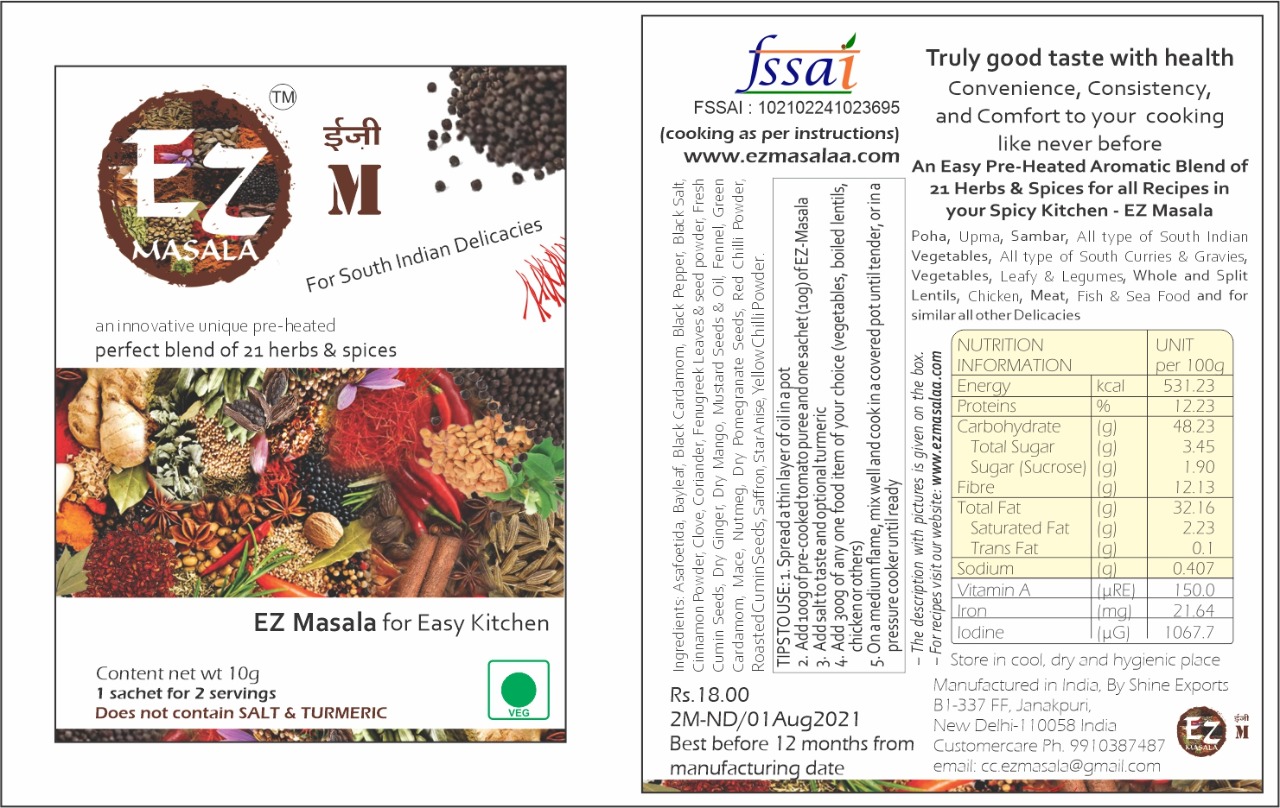 TM
EZ
MASALA
ईजी
M
For South Indian Delicacies
an innovative unique pre-heated
perfect blend of 21 herbs & spices
EZ Masala for Easy Kitchen
Content net wt 10g
1 sachet for 2 servings
Does not contain SALT & TURMERIC
VEG
fssai
FSSAI : 102102241023695
(cooking as per instructions)
www.ezmasalaa.com
Ingredients: Asafoetida, Bayleaf, Black Cardamom, Black Pepper, Black Salt,
Cinnamon Powder, Clove, Coriander, Fenugreek Leaves & seed powder, Fresh
Cumin Seeds, Dry Ginger, Dry Mango, Mustard Seeds & Oil, Fennel, Green
Cardamom, Mace, Nutmeg, Dry Pomegranate Seeds, Red Chilli Powder,
Roasted Cumin Seeds, Saffron, Star Anise, Yellow Chilli Powder.
TIPS TO USE: 1. Spread a thin layer of oil in a pot
2. Add 100g of pre-cooked tomato puree and one sachet (10g) of EZ-Masala
3. Add salt to taste and optional turmeric
4. Add 300g of any one food item of your choice (vegetables, boiled lentils,
chicken or others)
5. On a medium flame, mix well and cook in a covered pot until tender, or in a
pressure cooker until ready
– The description with pictures is given on the box.
– For recipes visit our website: www.ezmasalaa.com
Rs.18.00
2M-ND/01Aug2021
Best before 12 months from
manufacturing date
Truly good taste with health
Convenience, Consistency,
and Comfort to your cooking
like never before
An Easy Pre-Heated Aromatic Blend of
21 Herbs & Spices for all Recipes in
your Spicy Kitchen - EZ Masala
Poha, Upma, Sambar, All type of South Indian
Vegetables, All type of South Curries & Gravies,
Vegetables, Leafy & Legumes, Whole and Split
Lentils, Chicken, Meat, Fish & Sea Food and for
similar all other Delicacies
NUTRITION INFORMATION UNIT per 100g
Energy kcal 531.23
Proteins % 12.23
Carbohydrate (g) 48.23
Total Sugar (g) 3.45
Sugar (Sucrose) (g) 1.90
Fibre (g) 12.13
Total Fat (g) 32.16
Saturated Fat (g) 2.23
Trans Fat (g) 0.1
Sodium (g) 0.407
Vitamin A (µRE) 150.0
Iron (mg) 21.64
Iodine (µG) 1067.7
– Store in cool, dry and hygienic place
Manufactured in India, By Shine Exports
B1-337 FF, Janakpuri,
New Delhi-110058 India
Customercare Ph. 9910387487
email: cc.ezmasala@gmail.com
EZ
MASALA
ईजी
M